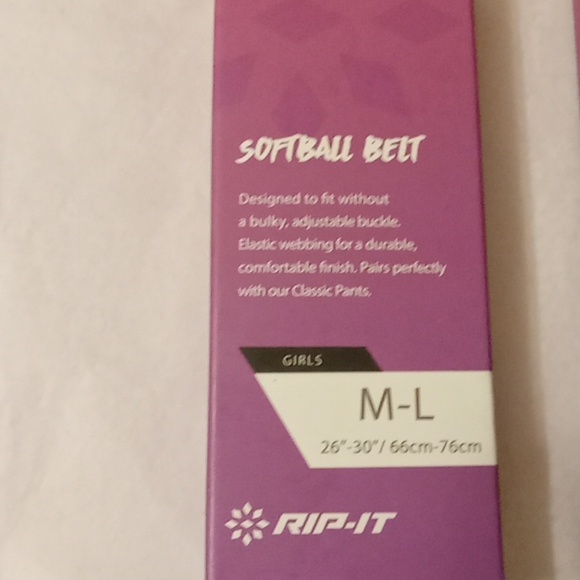 SOFTBALL BELT
Designed to fit without
a bulky, adjustable buckle.
Elastic webbing for a durable,
comfortable finish. Pairs perfectly
with our Classic Pants.
GIRLS
M-L
26"-30"/ 66cm-76cm
RIP-IT